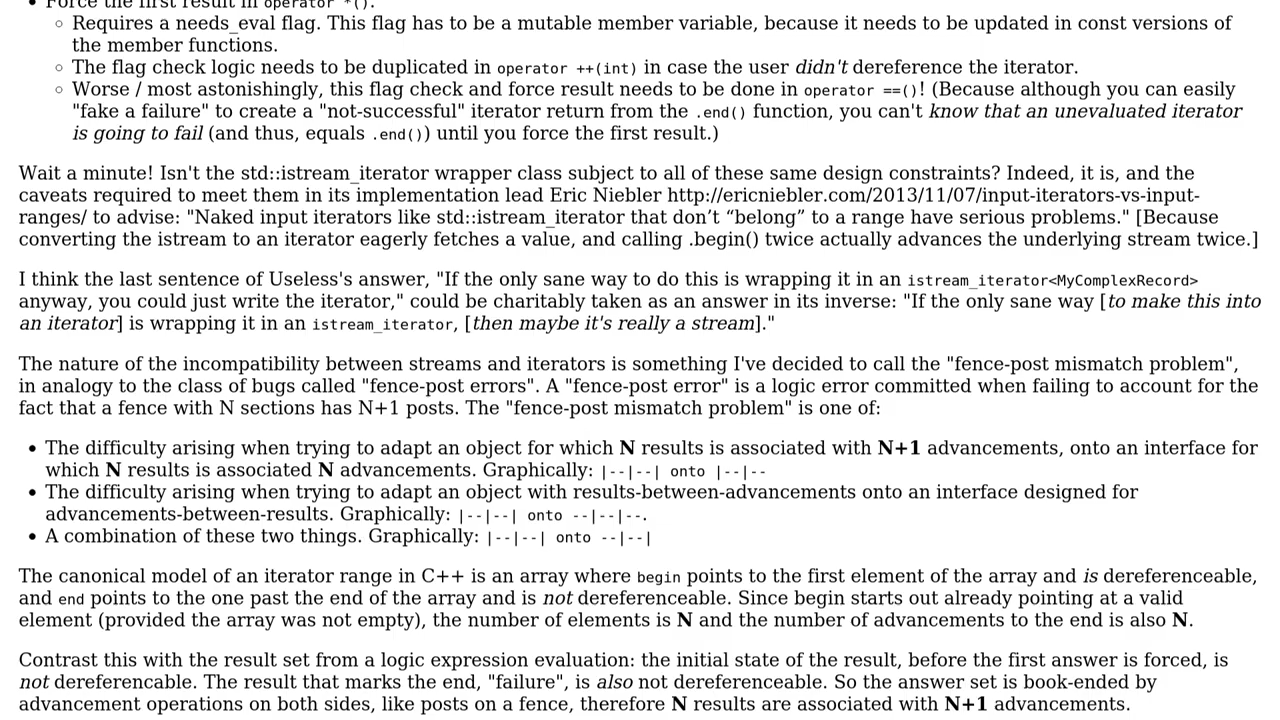 Force the first result in operator *().
Requires a needs_eval flag. This flag has to be a mutable member variable, because it needs to be updated in const versions of
the member functions.
The flag check logic needs to be duplicated in operator ++(int) in case the user didn't dereference the iterator.
Worse / most astonishingly, this flag check and force result needs to be done in operator ==()! (Because although you can easily
"fake a failure" to create a "not-successful" iterator return from the .end() function, you can't know that an unevaluated iterator
is going to fail (and thus, equals .end()) until you force the first result.)
Wait a minute! Isn't the std::istream_iterator wrapper class subject to all of these same design constraints? Indeed, it is, and the
caveats required to meet them in its implementation lead Eric Niebler http://ericniebler.com/2013/11/07/input-iterators-vs-input-
ranges/ to advise: "Naked input iterators like std::istream_iterator that don’t “belong” to a range have serious problems." [Because
converting the istream to an iterator eagerly fetches a value, and calling .begin() twice actually advances the underlying stream twice.]
I think the last sentence of Useless's answer, "If the only sane way to do this is wrapping it in an istream_iterator<MyComplexRecord>
anyway, you could just write the iterator," could be charitably taken as an answer in its inverse: "If the only sane way [to make this into
an iterator] is wrapping it in an istream_iterator, [then maybe it's really a stream]."
The nature of the incompatibility between streams and iterators is something I've decided to call the "fence-post mismatch problem",
in analogy to the class of bugs called "fence-post errors". A "fence-post error" is a logic error committed when failing to account for the
fact that a fence with N sections has N+1 posts. The "fence-post mismatch problem" is one of:
The difficulty arising when trying to adapt an object for which N results is associated with N+1 advancements, onto an interface for
which N results is associated N advancements. Graphically: |--|--| onto |--|--
The difficulty arising when trying to adapt an object with results-between-advancements onto an interface designed for
advancements-between-results. Graphically: |--|--| onto --|--|--.
A combination of these two things. Graphically: |--|--| onto --|--|
The canonical model of an iterator range in C++ is an array where begin points to the first element of the array and is dereferenceable,
and end points to the one past the end of the array and is not dereferenceable. Since begin starts out already pointing at a valid
element (provided the array was not empty), the number of elements is N and the number of advancements to the end is also N.
Contrast this with the result set from a logic expression evaluation: the initial state of the result, before the first answer is forced, is
not dereferencable. The result that marks the end, "failure", is also not dereferenceable. So the answer set is book-ended by
advancement operations on both sides, like posts on a fence, therefore N results are associated with N+1 advancements.